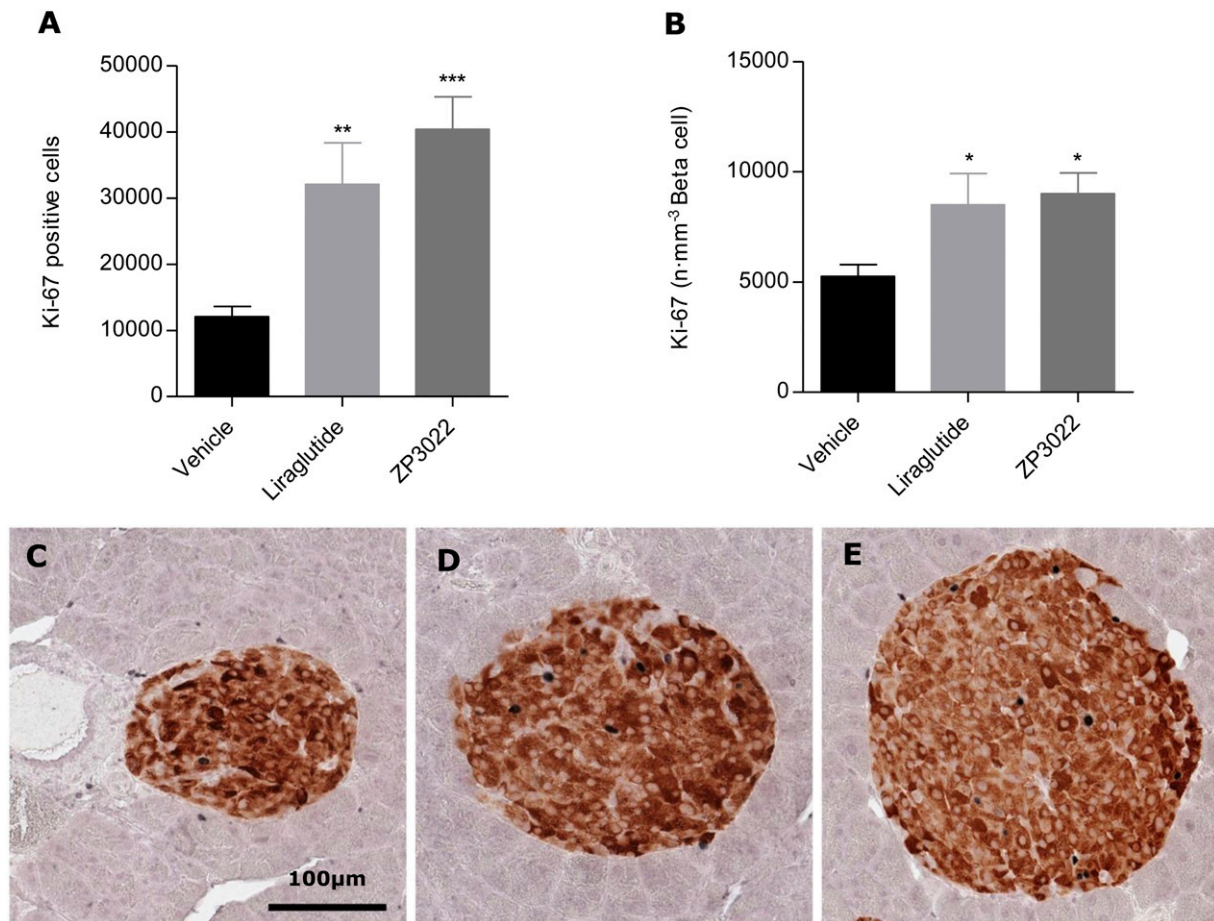 A
Ki-67 positive cells
50000
40000
30000
20000
10000
0
**
***
Vehicle
Liraglutide
ZP3022
B
Ki-67 (n·mm⁻³ Beta cell)
15000
10000
5000
0
*
*
Vehicle
Liraglutide
ZP3022
C
100µm
D
E